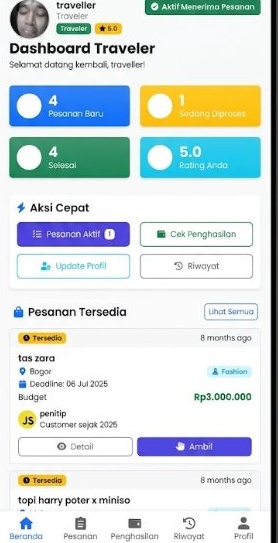 traveller
Traveller 5.0
Aktif Menerima Pesanan
Dashboard Traveler
Selamat datang kembali, traveller!
4
Pesanan Baru
1
Sedang Diproses
4
Selesai
5.0
Rating Anda
Aksi Cepat
Pesanan Aktif 1
Cek Penghasilan
Update Profil
Riwayat
Pesanan Tersedia
Lihat Semua
Tersedia 8 months ago
tas zara
Bogor Fashion
Deadline: 06 Jul 2025
Budget Rp3.000.000
JS
penitip
Customer sejak 2025
Detail Ambil
Tersedia 8 months ago
topi harry poter x miniso
Beranda Pesanan Penghasilan Riwayat Profil